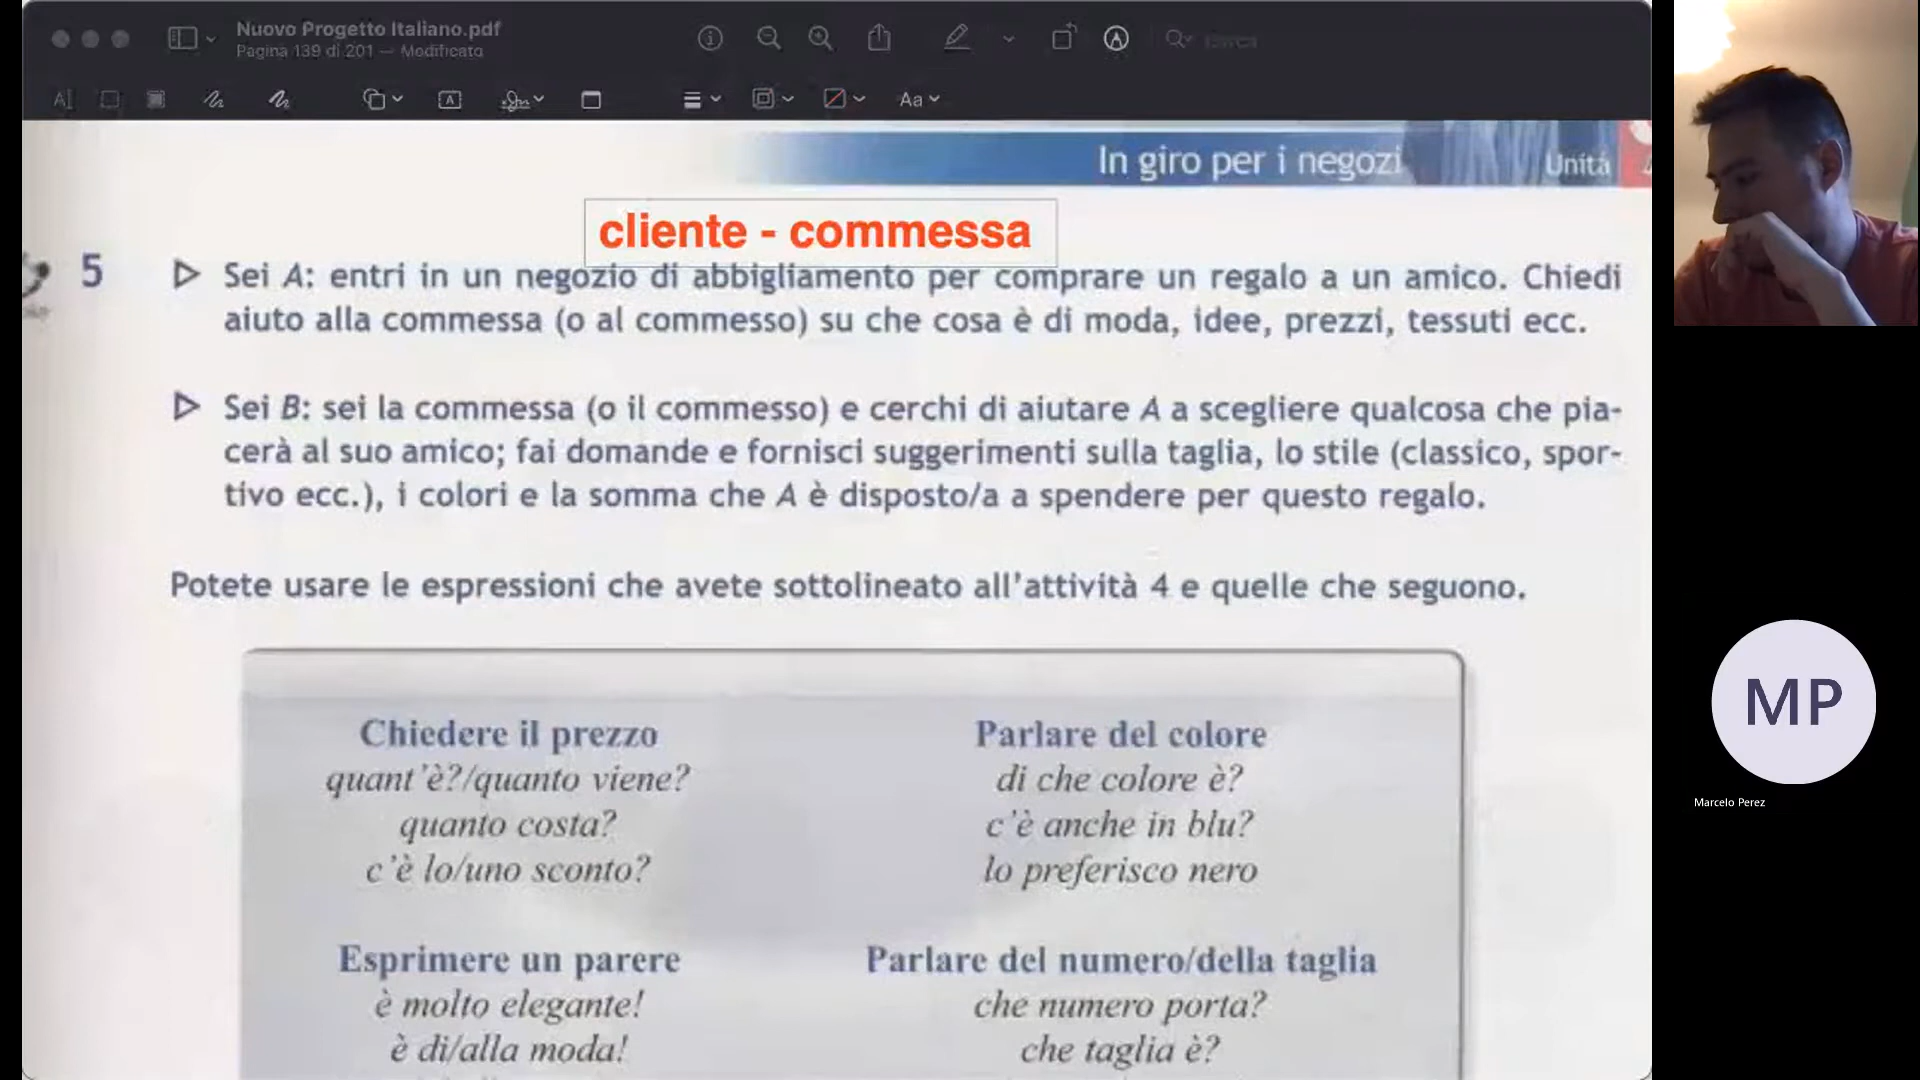 Nuovo Progetto Italiano.pdf
Pagina 139 di 201 — Modificato
Cerca
Aa
In giro per i negozi
Unità
cliente - commessa
5
Sei A: entri in un negozio di abbigliamento per comprare un regalo a un amico. Chiedi
aiuto alla commessa (o al commesso) su che cosa è di moda, idee, prezzi, tessuti ecc.
Sei B: sei la commessa (o il commesso) e cerchi di aiutare A a scegliere qualcosa che pia-
cerà al suo amico; fai domande e fornisci suggerimenti sulla taglia, lo stile (classico, spor-
tivo ecc.), i colori e la somma che A è disposto/a a spendere per questo regalo.
Potete usare le espressioni che avete sottolineato all'attività 4 e quelle che seguono.
Chiedere il prezzo
quant'è?/quanto viene?
quanto costa?
c'è lo/uno sconto?
Parlare del colore
di che colore è?
c'è anche in blu?
lo preferisco nero
Esprimere un parere
è molto elegante!
è di/alla moda!
Parlare del numero/della taglia
che numero porta?
che taglia è?
MP
Marcelo Perez